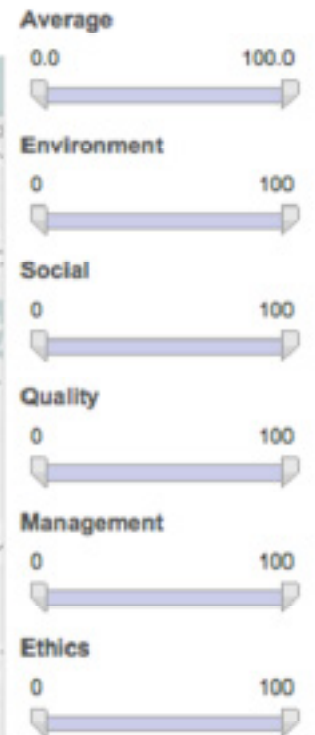 Average
0.0 100.0
Environment
0 100
Social
0 100
Quality
0 100
Management
0 100
Ethics
0 100